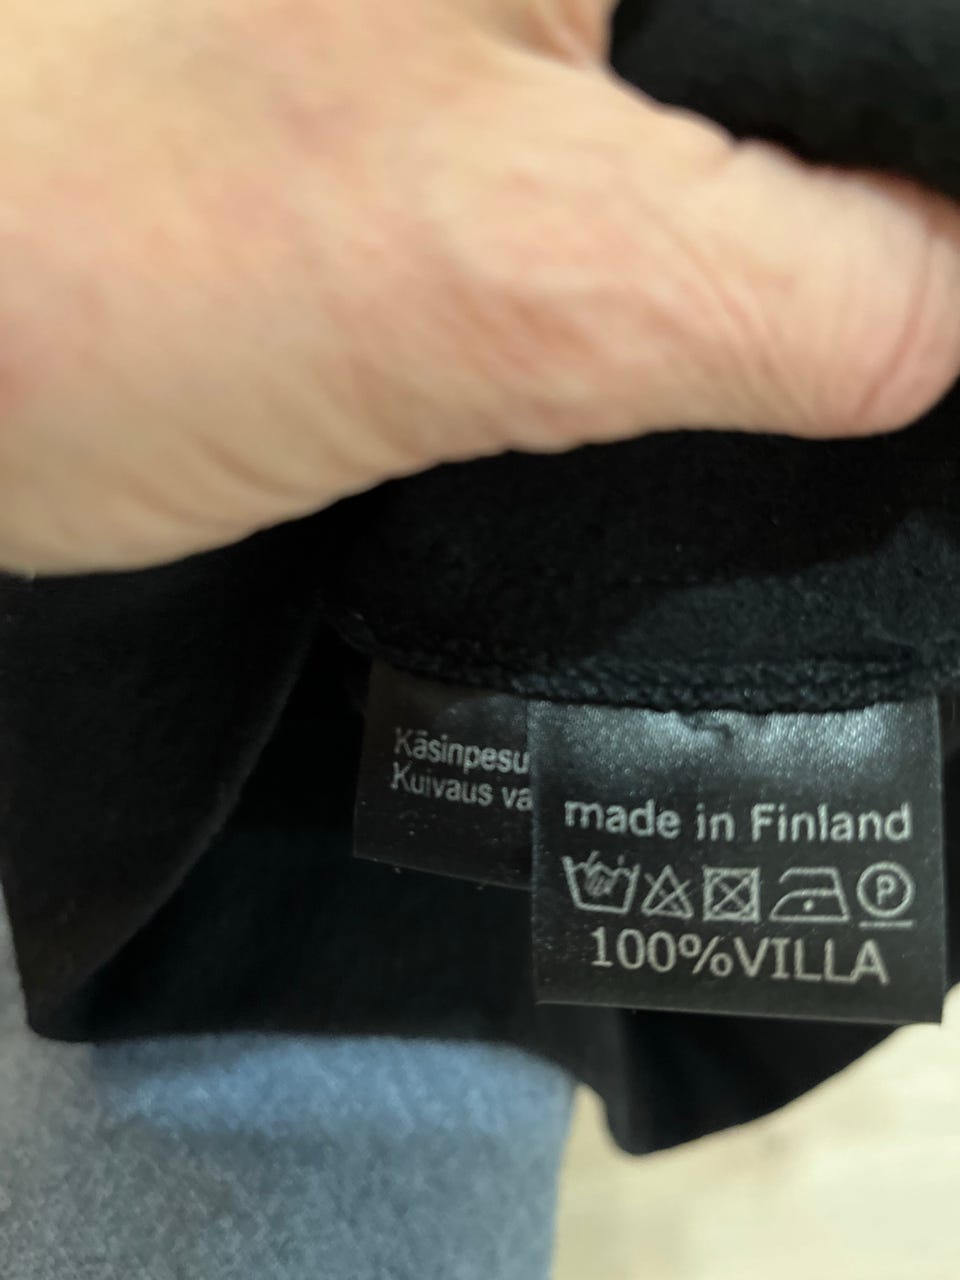 Käsinpesu
Kuivaus va
made in Finland
P
100%VILLA